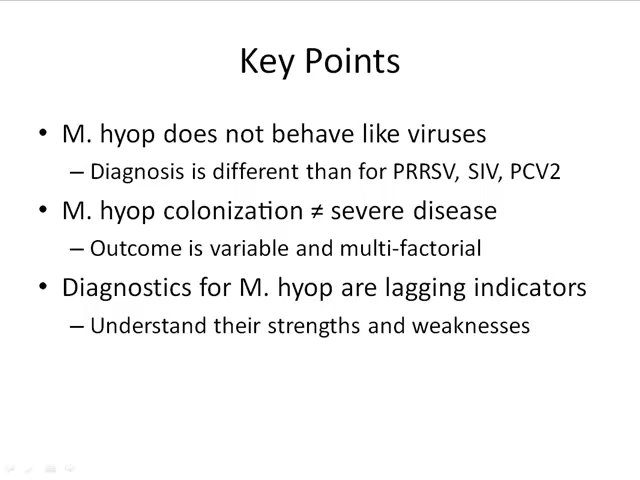 Key Points
• M. hyop does not behave like viruses
– Diagnosis is different than for PRRSV, SIV, PCV2
• M. hyop colonization ≠ severe disease
– Outcome is variable and multi-factorial
• Diagnostics for M. hyop are lagging indicators
– Understand their strengths and weaknesses